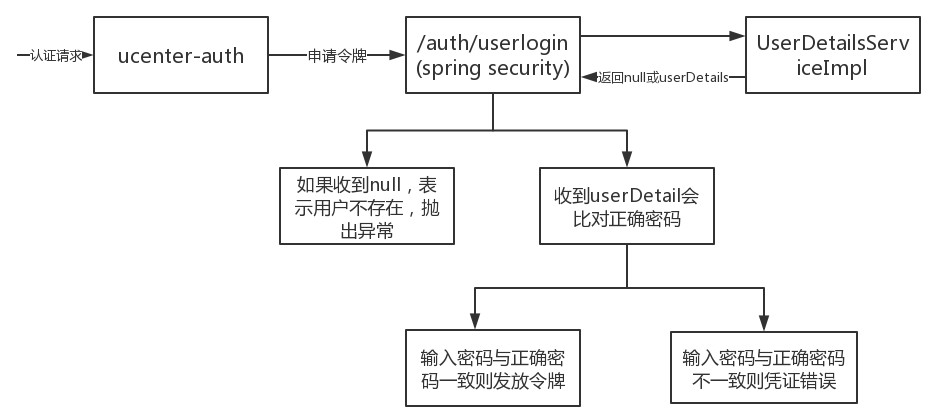 认证请求
ucenter-auth
申请令牌
/auth/userlogin
(spring security)
UserDetailsServ
iceImpl
返回null或userDetails
如果收到null，表
示用户不存在，抛
出异常
收到userDetail会
比对正确密码
输入密码与正确密
码一致则发放令牌
输入密码与正确密码
不一致则凭证错误